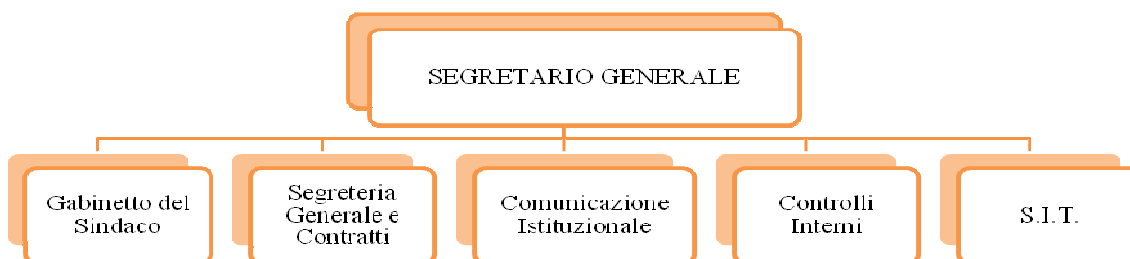 SEGRETARIO GENERALE
Gabinetto del
Sindaco
Segreteria
Generale e
Contratti
Comunicazione
Istituzionale
Controlli
Interni
S.I.T.